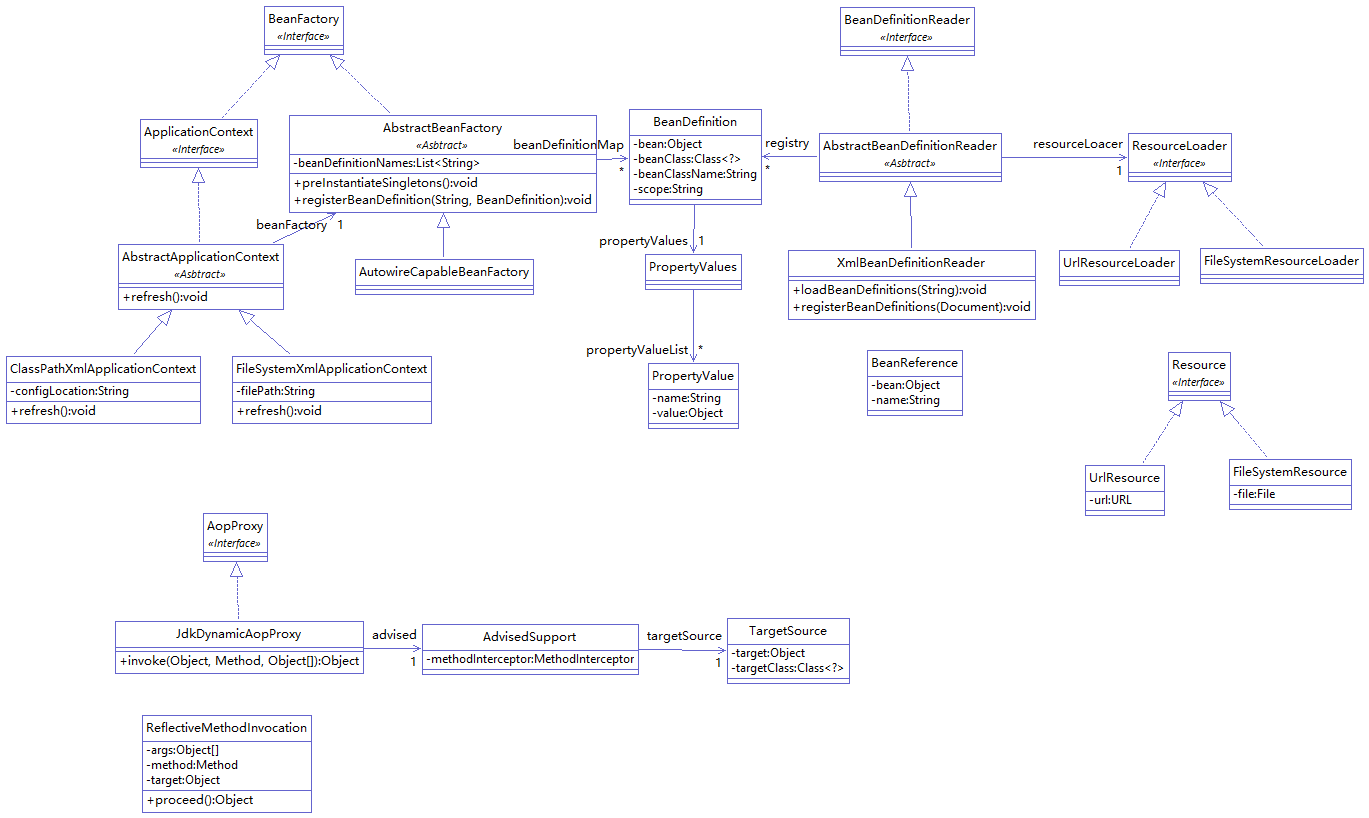 BeanFactory
«Interface»
BeanDefinitionReader
«Interface»
ApplicationContext
«Interface»
AbstractBeanFactory
«Asbtract»
-beanDefinitionNames:List<String>
+preInstantiateSingletons():void
+registerBeanDefinition(String, BeanDefinition):void
beanDefinitionMap
*
BeanDefinition
-bean:Object
-beanClass:Class<?>
-beanClassName:String
-scope:String
registry
*
AbstractBeanDefinitionReader
«Asbtract»
resourceLoacer
1
ResourceLoader
«Interface»
beanFactory
1
AbstractApplicationContext
«Asbtract»
+refresh():void
AutowireCapableBeanFactory
propertyValues
1
PropertyValues
XmlBeanDefinitionReader
+loadBeanDefinitions(String):void
+registerBeanDefinitions(Document):void
UrlResourceLoader
FileSystemResourceLoader
ClassPathXmlApplicationContext
-configLocation:String
+refresh():void
FileSystemXmlApplicationContext
-filePath:String
+refresh():void
propertyValueList
*
PropertyValue
-name:String
-value:Object
BeanReference
-bean:Object
-name:String
Resource
«Interface»
UrlResource
-url:URL
FileSystemResource
-file:File
AopProxy
«Interface»
JdkDynamicAopProxy
+invoke(Object, Method, Object[]):Object
advised
1
AdvisedSupport
-methodInterceptor:MethodInterceptor
targetSource
1
TargetSource
-target:Object
-targetClass:Class<?>
ReflectiveMethodInvocation
-args:Object[]
-method:Method
-target:Object
+proceed():Object